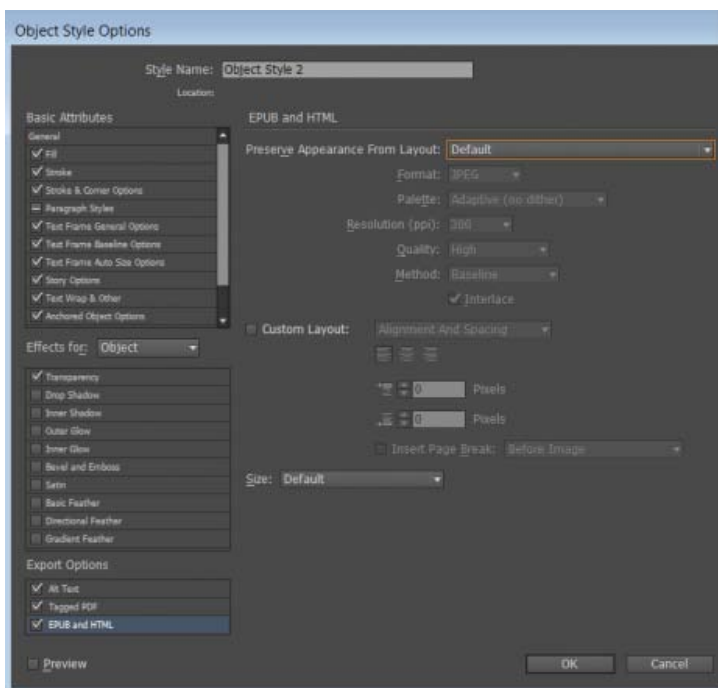 Object Style Options
Style Name: Object Style 2
Location:
Basic Attributes
General
Fill
Stroke
Stroke & Corner Options
Paragraph Styles
Text Frame General Options
Text Frame Baseline Options
Text Frame Auto Size Options
Story Options
Text Wrap & Other
Anchored Object Options
Effects for: Object
Transparency
Drop Shadow
Inner Shadow
Outer Glow
Inner Glow
Bevel and Emboss
Satin
Basic Feather
Directional Feather
Gradient Feather
Export Options
Alt Text
Tagged PDF
EPUB and HTML
Preview
EPUB and HTML
Preserve Appearance From Layout: Default
Format: JPEG
Palette: Adaptive (no dither)
Resolution (ppi): 300
Quality: High
Method: Baseline
Interlace
Custom Layout: Alignment And Spacing
0 Pixels
0 Pixels
Insert Page Break: Before Image
Size: Default
OK Cancel